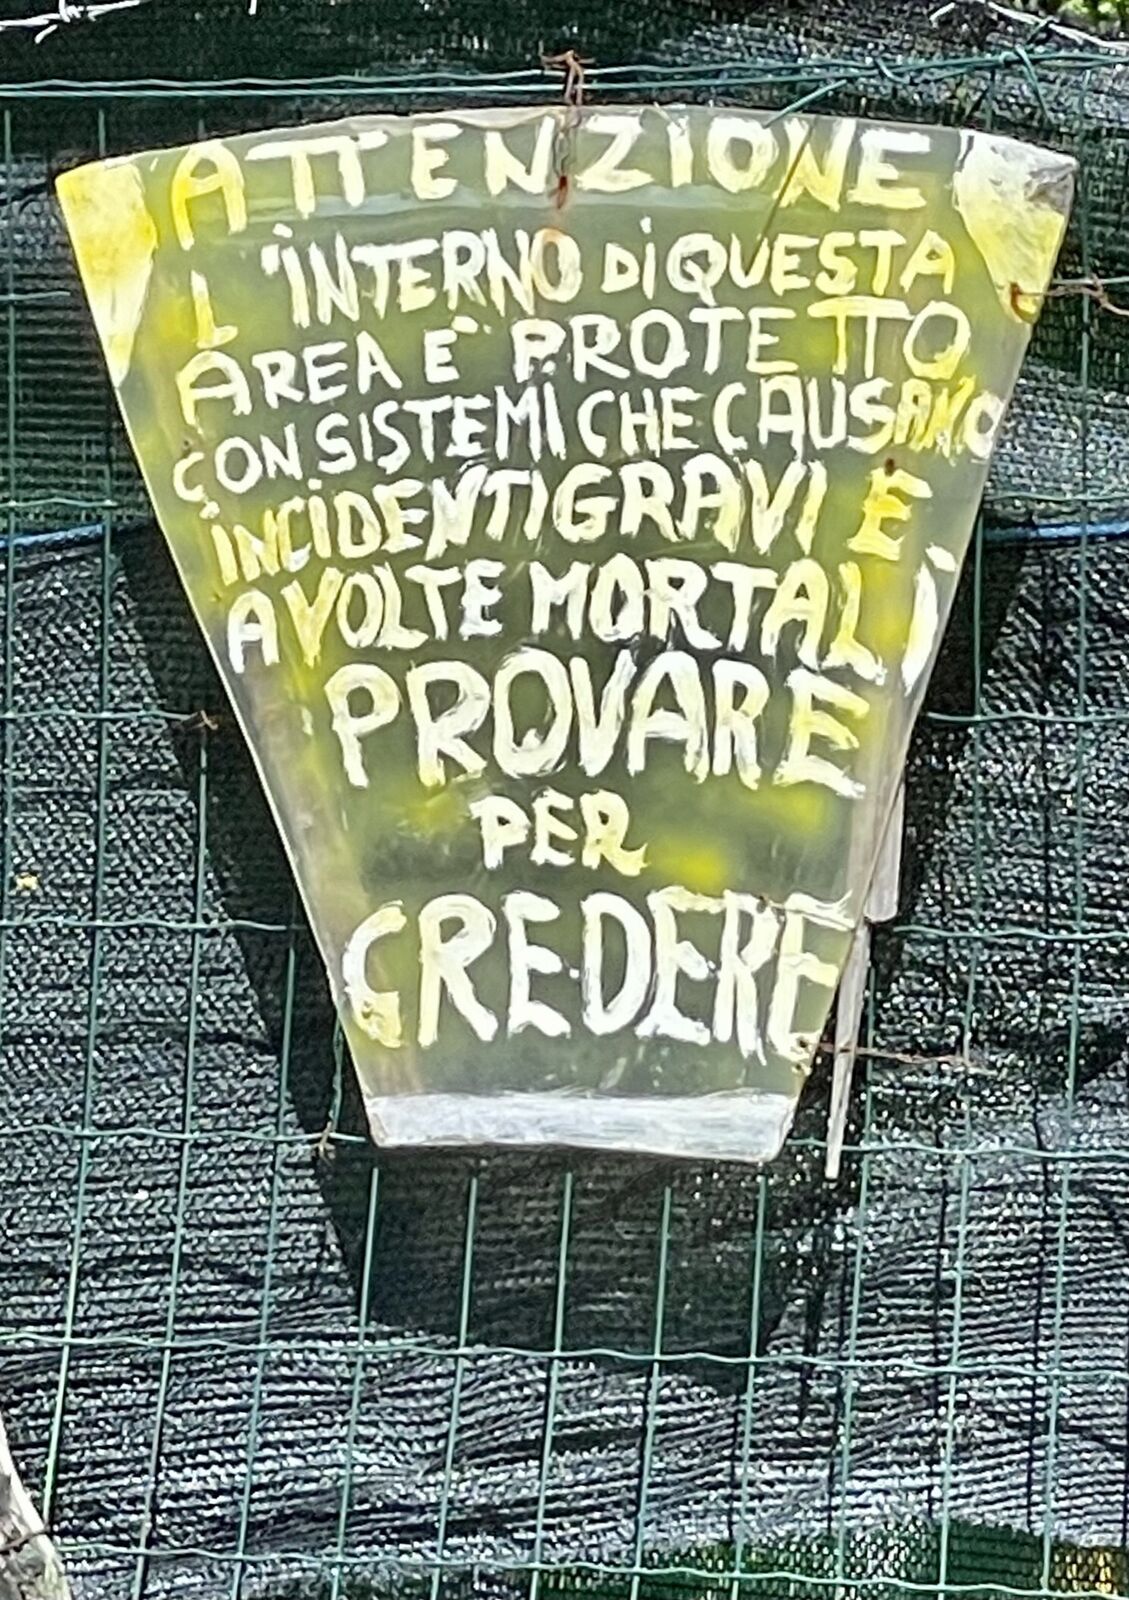 ATTENZIONE
L'INTERNO DI QUESTA
AREA E' PROTETTO
CON SISTEMI CHE CAUSANO
INCIDENTI GRAVI E
A VOLTE MORTALI
PROVARE
PER
CREDERE